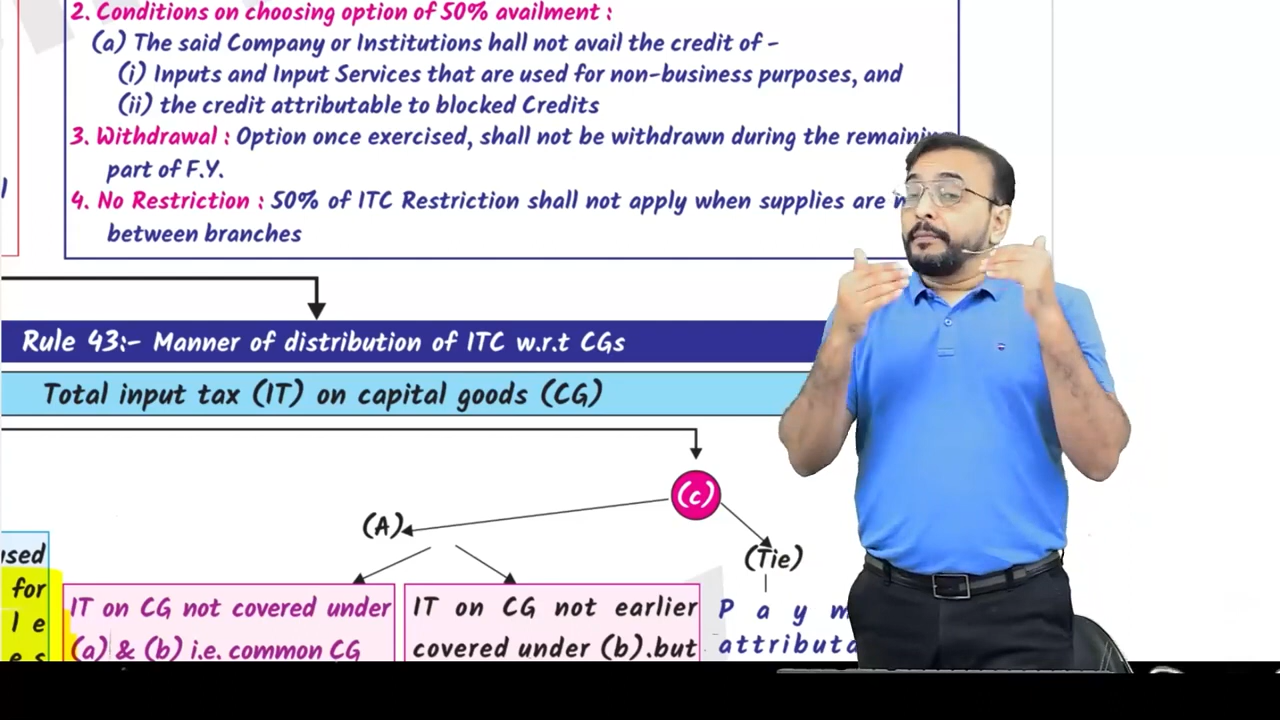 2. Conditions on choosing option of 50% availment :
(a) The said Company or Institutions hall not avail the credit of -
(i) Inputs and Input Services that are used for non-business purposes, and
(ii) the credit attributable to blocked Credits
3. Withdrawal : Option once exercised, shall not be withdrawn during the remaining
part of F.Y.
4. No Restriction : 50% of ITC Restriction shall not apply when supplies are
between branches
Rule 43:- Manner of distribution of ITC w.r.t CGs
Total input tax (IT) on capital goods (CG)
(c)
(A)
(Tie)
used
for
l e
e s
IT on CG not covered under
(a) & (b) i.e. common CG
IT on CG not earlier
covered under (b).but
P a y m
attributa